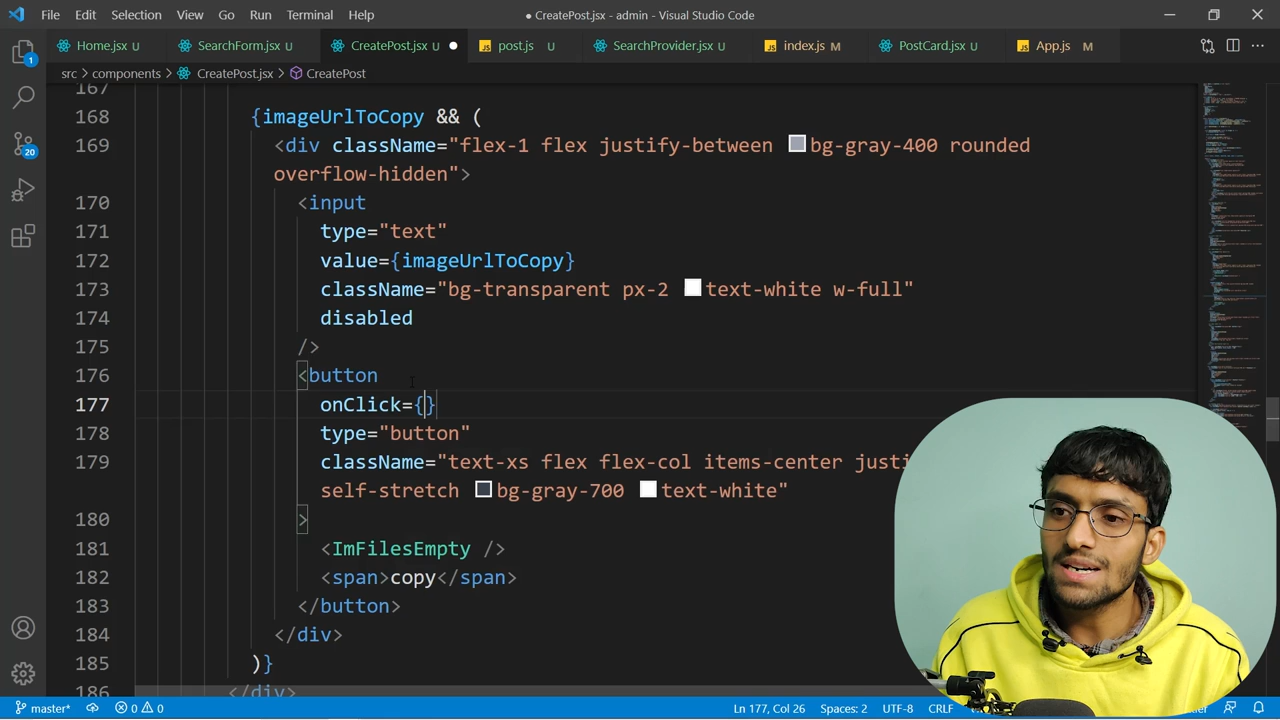 File Edit Selection View Go Run Terminal Help ● CreatePost.jsx - admin - Visual Studio Code
Home.jsx U SearchForm.jsx U CreatePost.jsx U post.js U SearchProvider.jsx U index.js M PostCard.jsx U App.js M
src > components > CreatePost.jsx > CreatePost
167
168 {imageUrlToCopy && (
169 <div className="flex-1 flex justify-between bg-gray-400 rounded
overflow-hidden">
170 <input
171 type="text"
172 value={imageUrlToCopy}
173 className="bg-transparent px-2 text-white w-full"
174 disabled
175 />
176 <button
177 onClick={}
178 type="button"
179 className="text-xs flex flex-col items-center
self-stretch bg-gray-700 text-white"
180 >
181 <ImFilesEmpty />
182 <span>copy</span>
183 </button>
184 </div>
185 )}
186 </div>
1
20
master* 0 0 Ln 177, Col 26 Spaces: 2 UTF-8 CRLF